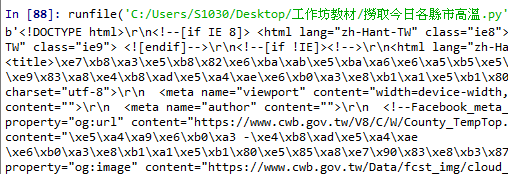 In [88]: runfile('C:/Users/S1030/Desktop/工作坊教材/撈取今日各縣市高溫.py'
b'<!DOCTYPE html>\r\n<!--[if IE 8]> <html lang="zh-Hant-TW" class="ie8">
TW" class="ie9"> <![endif]-->\r\n<!--[if !IE]><!-->\r\n<html lang="zh-Ha
<title>\xe7\xb8\xa3\xe5\xb8\x82\xe6\xba\xab\xe5\xba\xa6\xe6\xa5\xb5\xe5\
\xe9\x83\xa8\xe4\xb8\xad\xe5\xa4\xae\xe6\xb0\xa3\xe8\xb1\xa1\xe5\xb1\x80
charset="utf-8">\r\n  <meta name="viewport" content="width=device-width,
content="">\r\n  <meta name="author" content="">\r\n  <!--Facebook_meta_
property="og:url" content="https://www.cwb.gov.tw/V8/C/W/County_TempTop.
content="\xe5\xa4\xa9\xe6\xb0\xa3 -\xe4\xb8\xad\xe5\xa4\xae
\xe6\xb0\xa3\xe8\xb1\xa1\xe5\xb1\x80\xe5\x85\xa8\xe7\x90\x83\xe8\xb3\x87
property="og:image" content="https://www.cwb.gov.tw/Data/fcst_img/cloud_